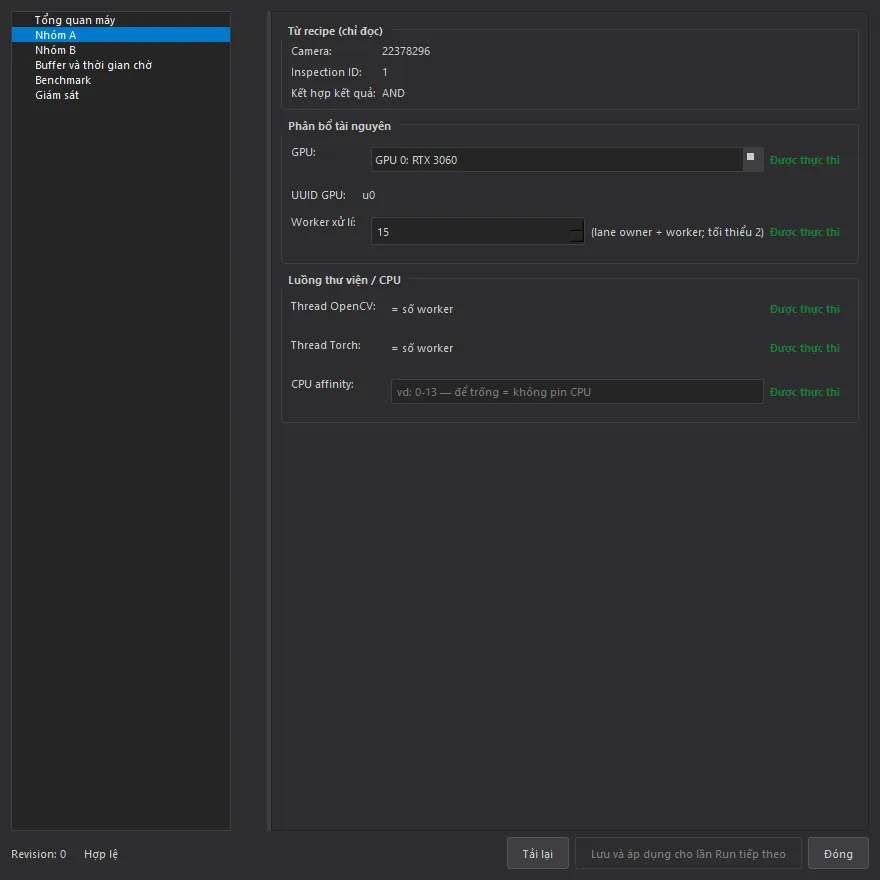 Tổng quan máy
Nhóm A
Nhóm B
Buffer và thời gian chờ
Benchmark
Giám sát
Từ recipe (chỉ đọc)
Camera: 22378296
Inspection ID: 1
Kết hợp kết quả: AND
Phân bổ tài nguyên
GPU: GPU 0: RTX 3060 Được thực thi
UUID GPU: u0
Worker xử lí: 15 (lane owner + worker; tối thiểu 2) Được thực thi
Luồng thư viện / CPU
Thread OpenCV: = số worker Được thực thi
Thread Torch: = số worker Được thực thi
CPU affinity: vd: 0-13 — để trống = không pin CPU Được thực thi
Revision: 0 Hợp lệ Tải lại Lưu và áp dụng cho lần Run tiếp theo Đóng